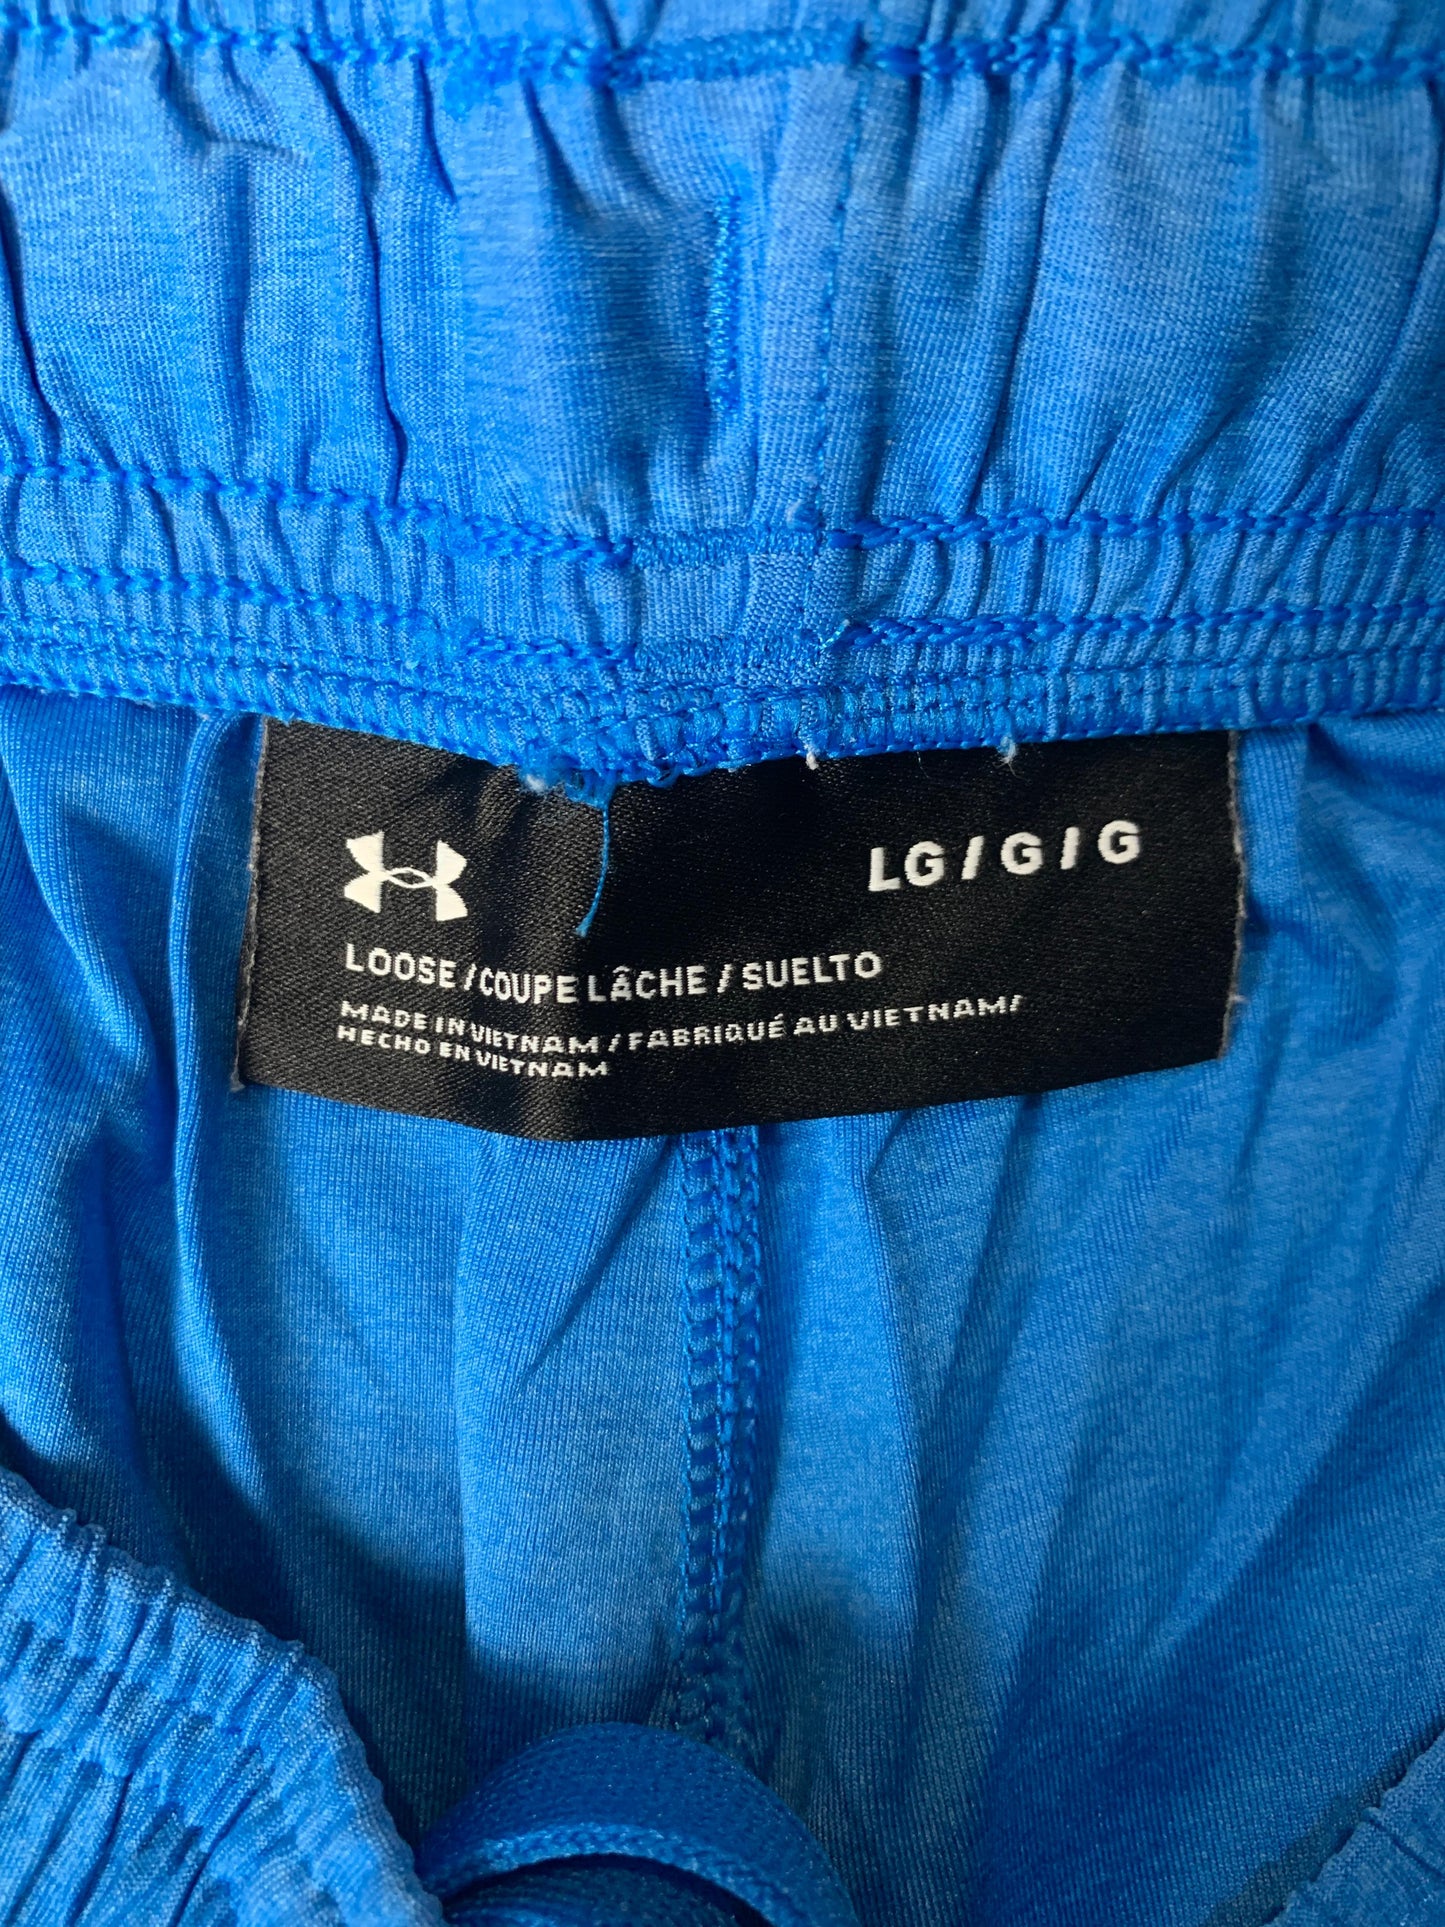 LG / G / G
LOOSE / COUPE LÂCHE / SUELTO
MADE IN VIETNAM / FABRIQUÉ AU VIETNAM/
HECHO EN VIETNAM